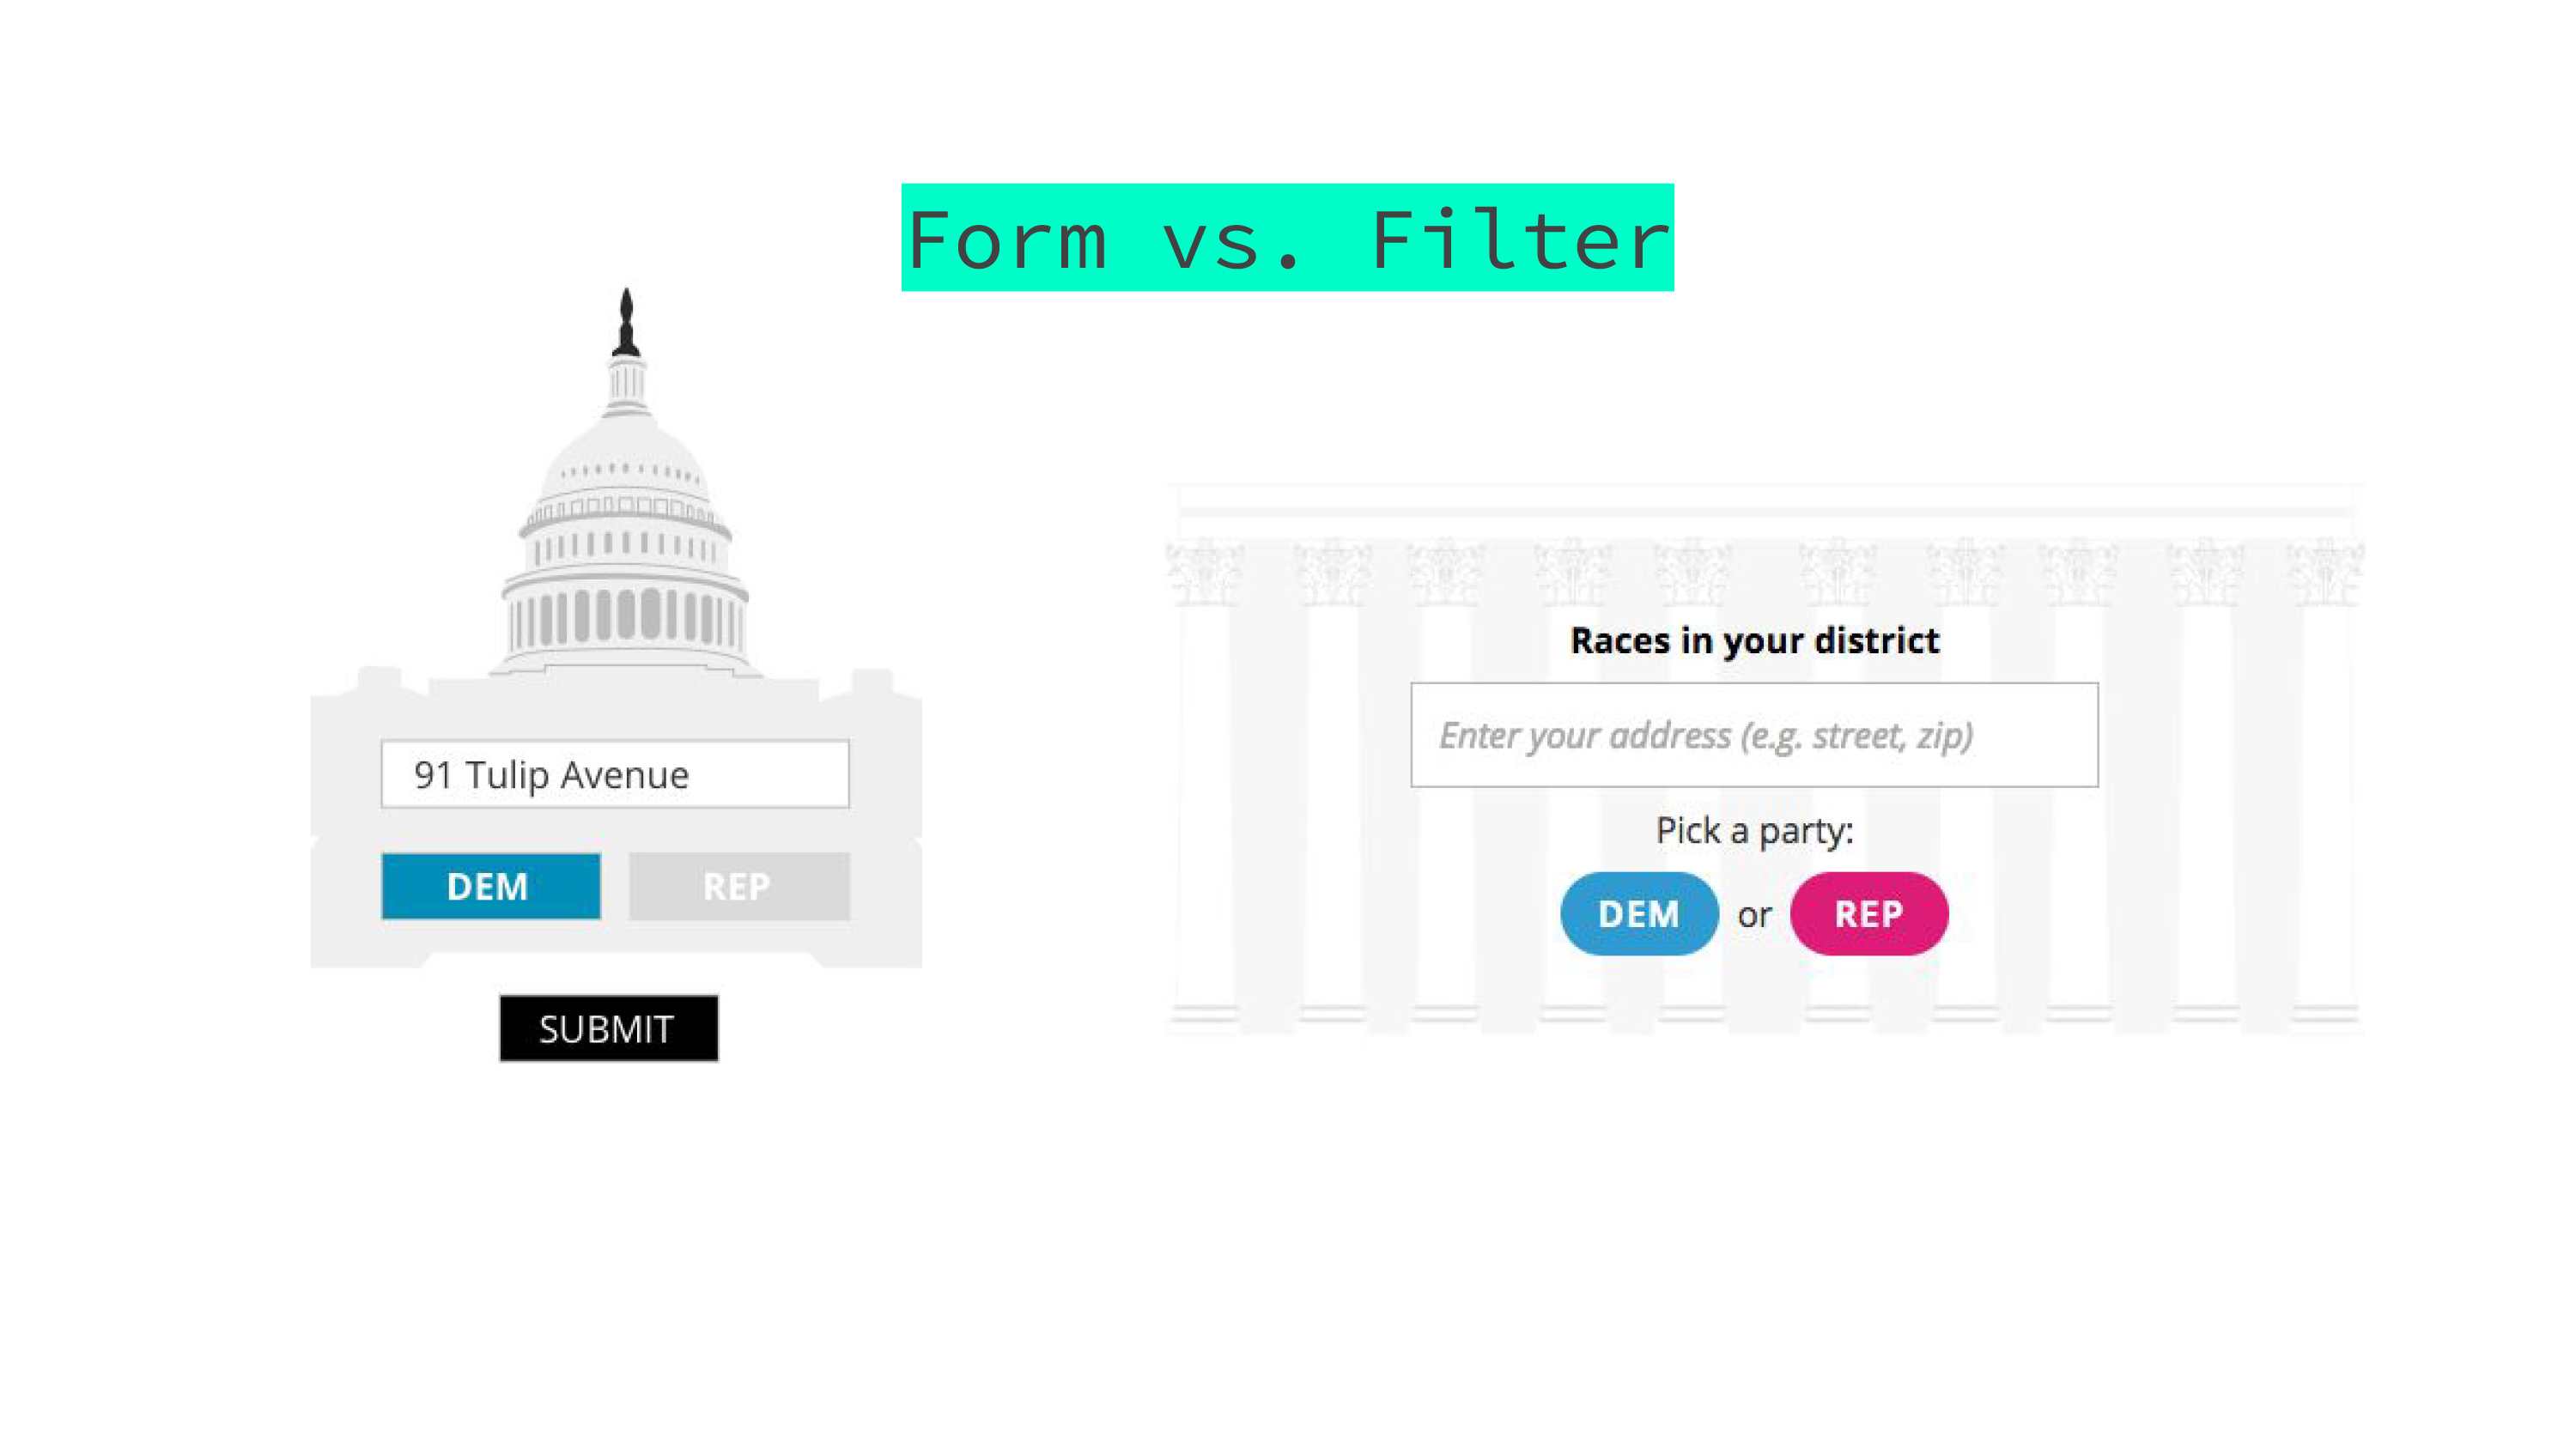 Form vs. Filter
91 Tulip Avenue
DEM REP
SUBMIT
Races in your district
Enter your address (e.g. street, zip)
Pick a party:
DEM or REP